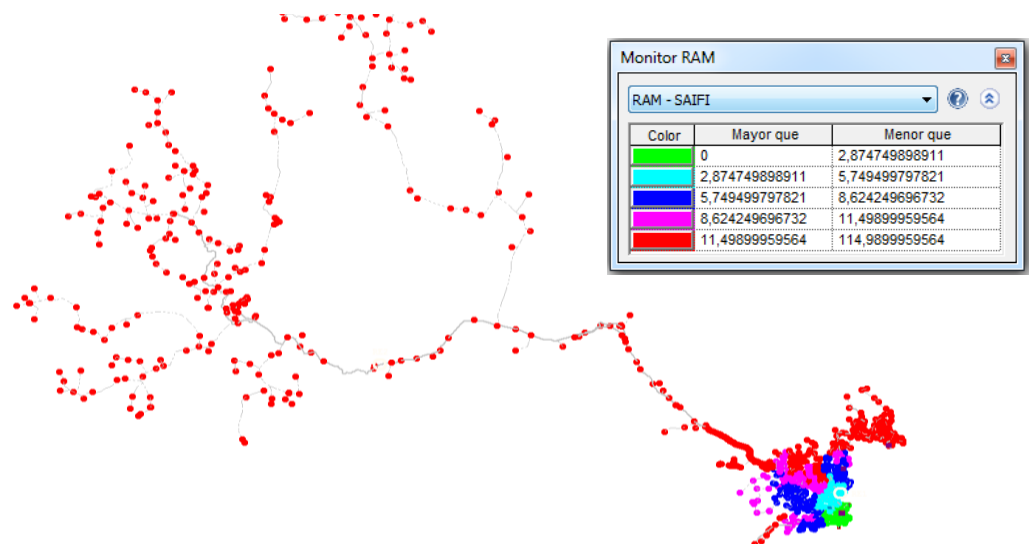 Monitor RAM
RAM - SAIFI
Color Mayor que Menor que
0 2,874749898911
2,874749898911 5,749499797821
5,749499797821 8,624249696732
8,624249696732 11,49899959564
11,49899959564 114,9899959564